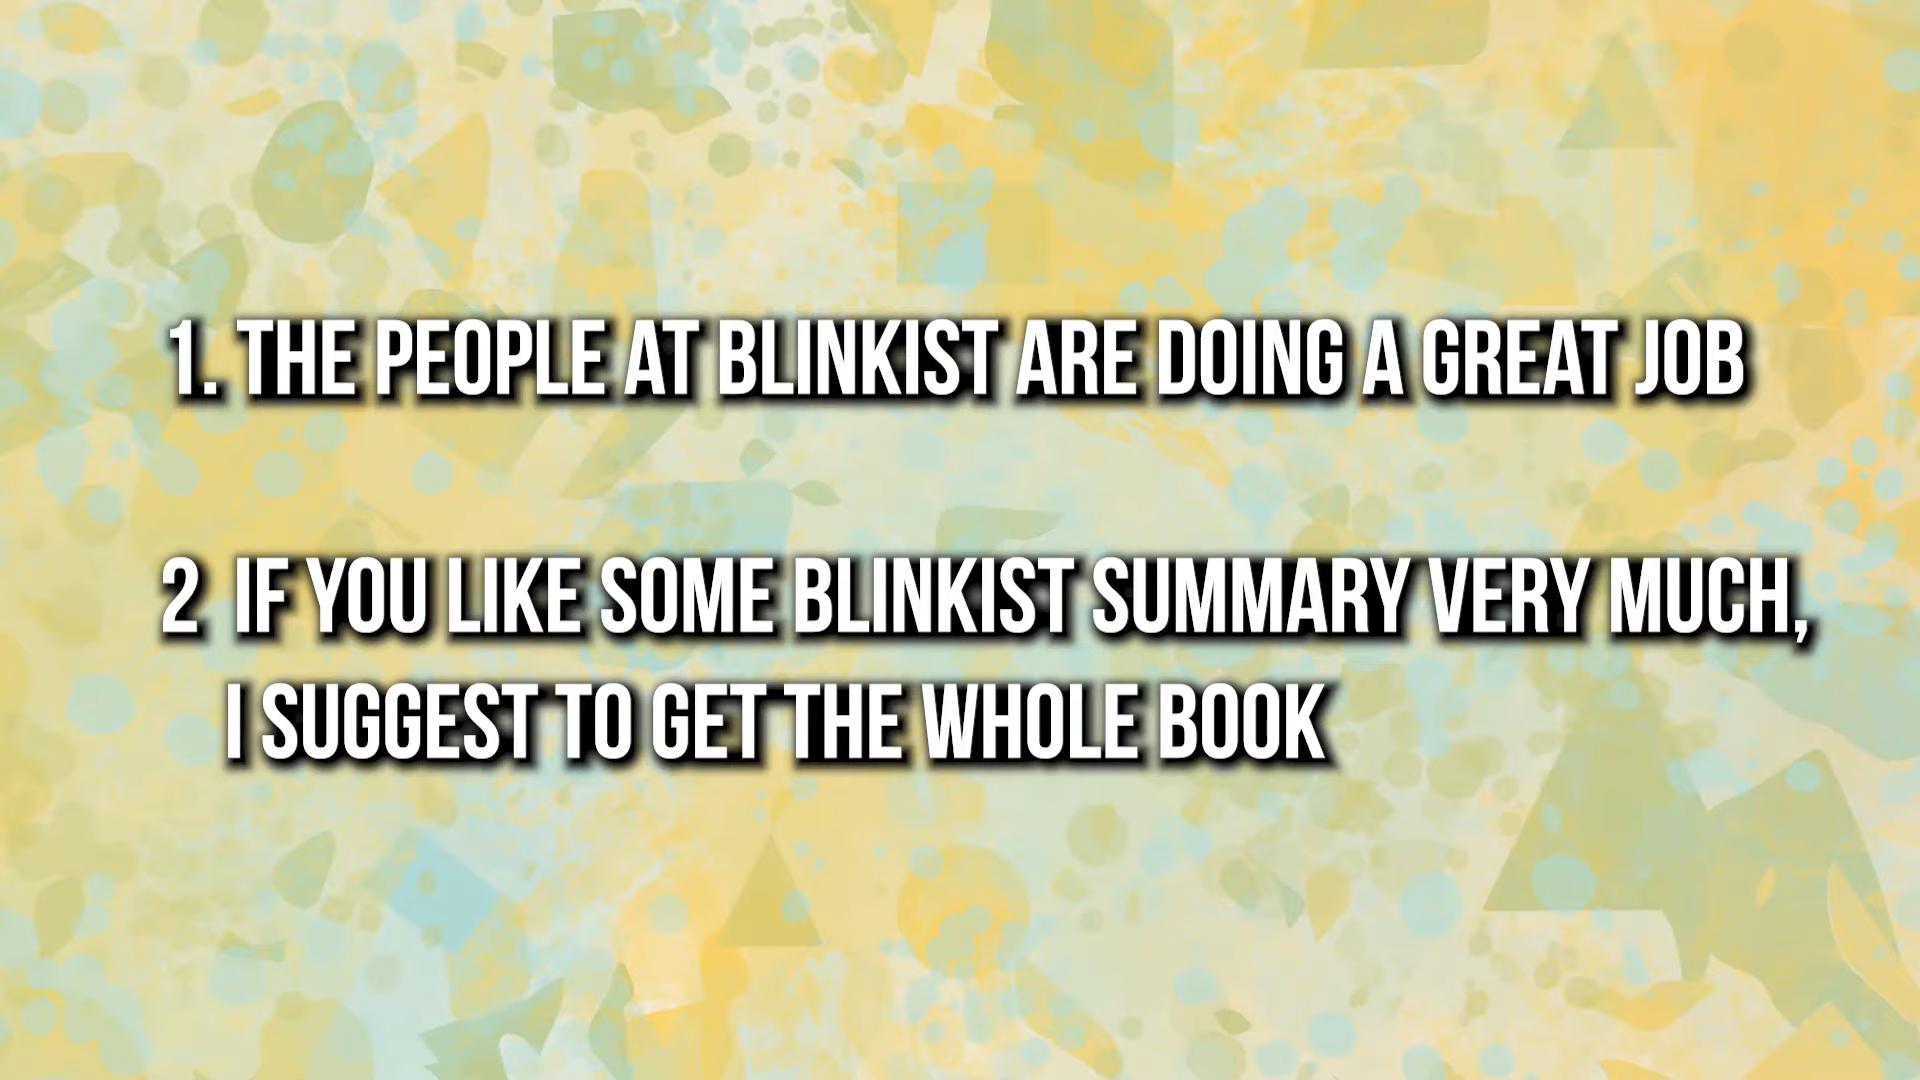 1. THE PEOPLE AT BLINKIST ARE DOING A GREAT JOB
2 IF YOU LIKE SOME BLINKIST SUMMARY VERY MUCH,
I SUGGEST TO GET THE WHOLE BOOK